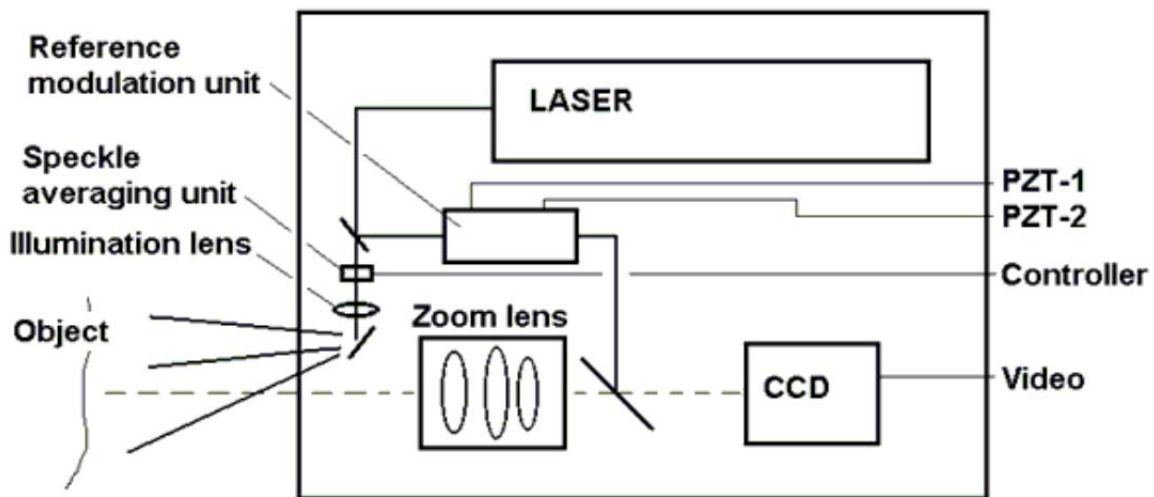 Reference
modulation unit
LASER
Speckle
averaging unit
PZT-1
PZT-2
Illumination lens
Controller
Object
Zoom lens
CCD
Video